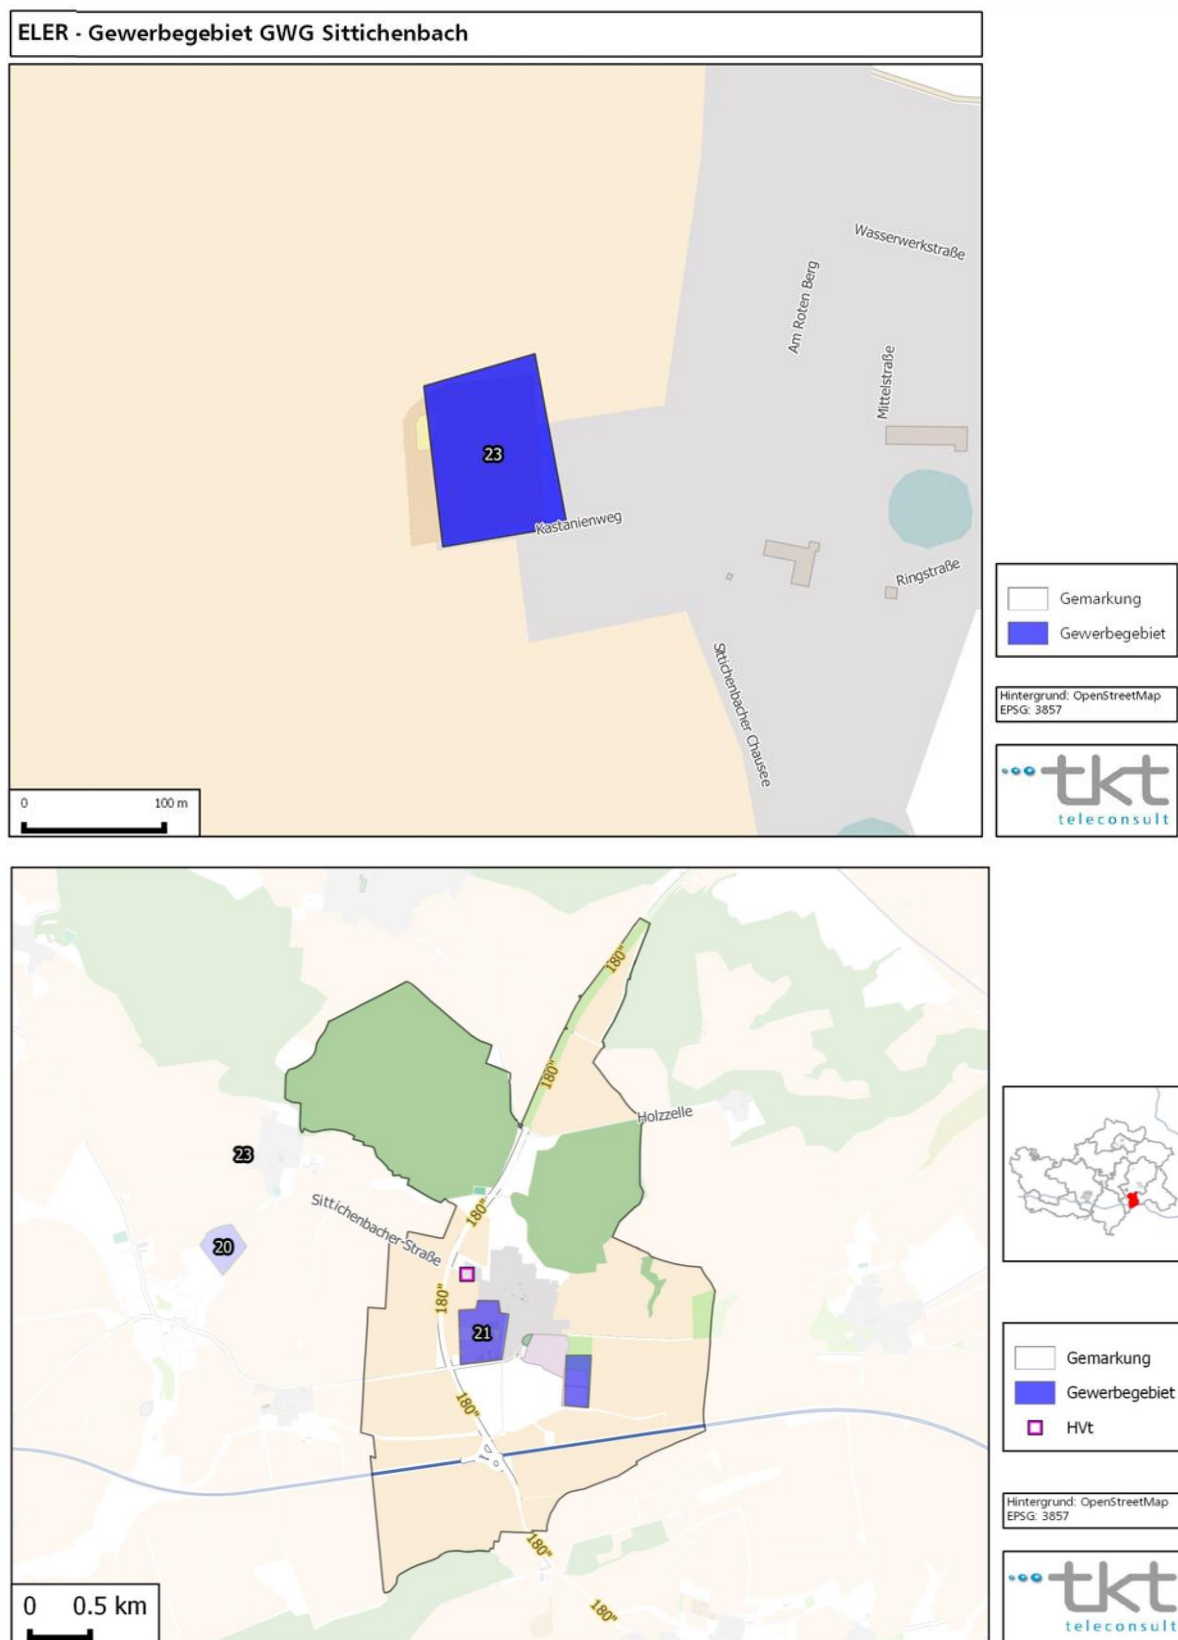 ELER - Gewerbegebiet GWG Sittichenbach
Wasserwerkstraße
Am Roten Berg
Mittelstraße
23
Kastanienweg
Ringstraße
Sittichenbacher Chausee
0 100 m
Gemarkung
Gewerbegebiet
Hintergrund: OpenStreetMap
EPSG: 3857
tkt
teleconsult
180"
180"
Holzzelle
23
Sittichenbacher-Straße
180"
20
180"
21
180"
180"
180"
0 0.5 km
Gemarkung
Gewerbegebiet
HVt
Hintergrund: OpenStreetMap
EPSG: 3857
tkt
teleconsult